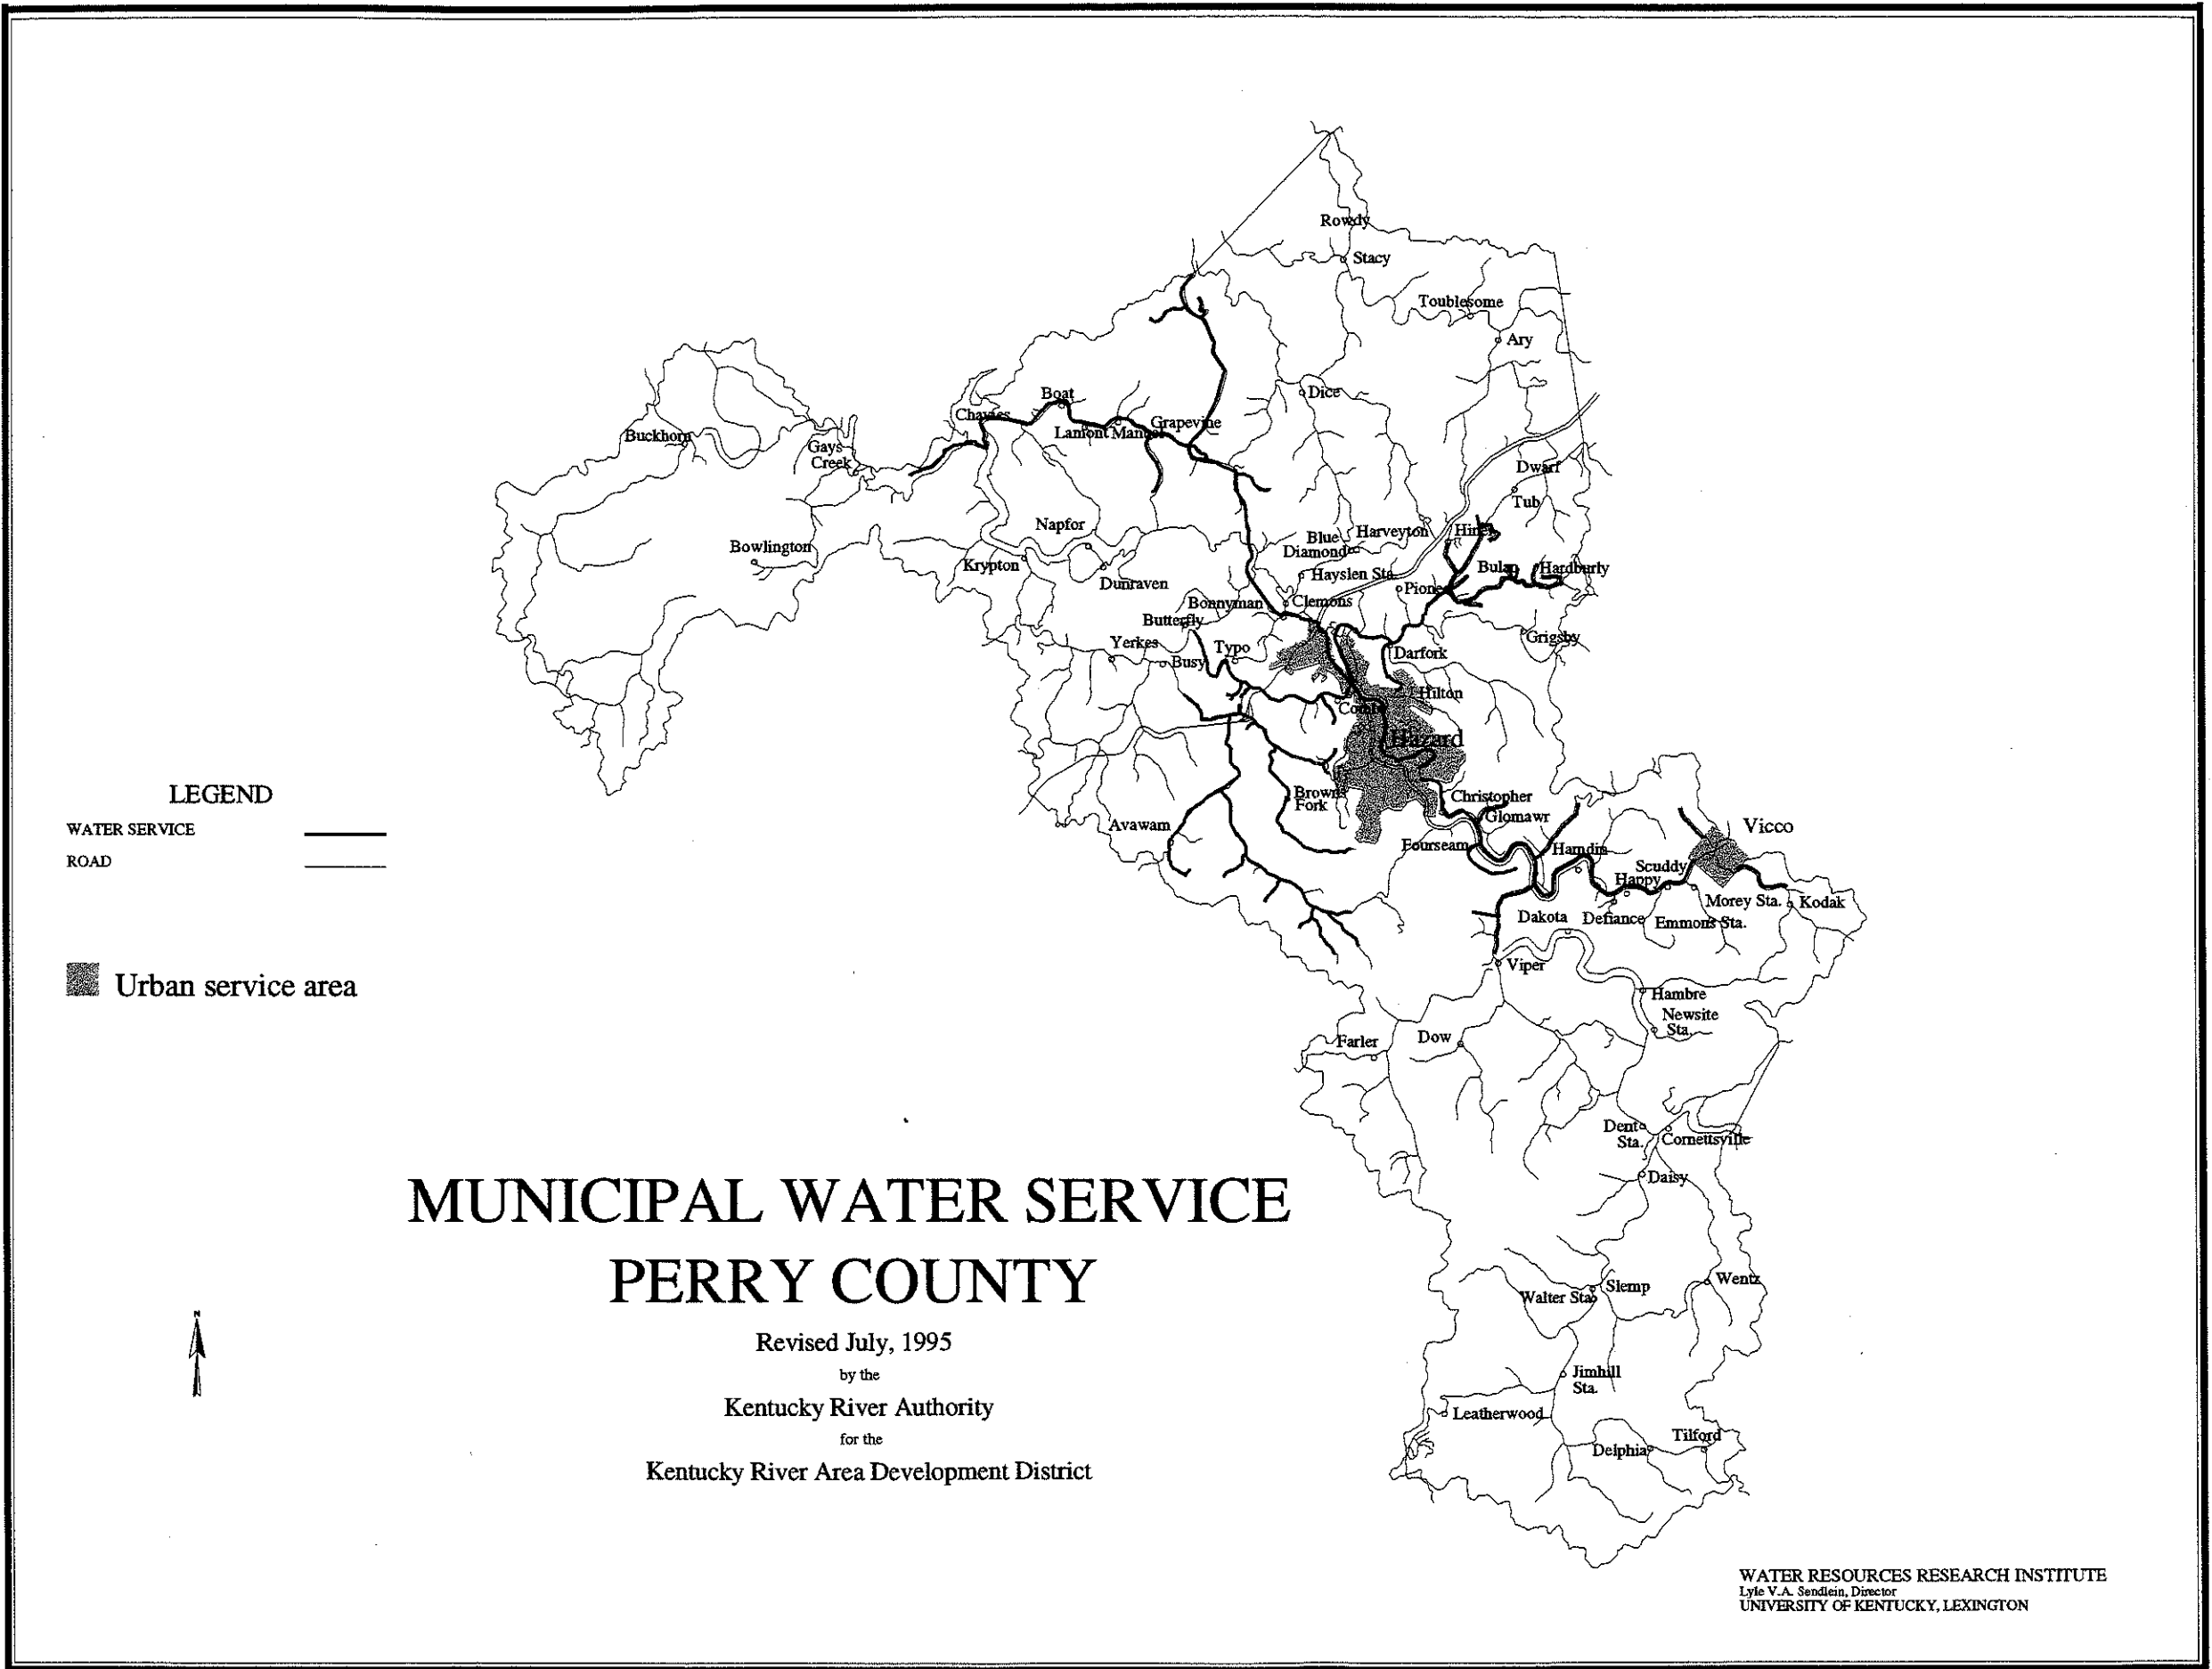 Rowdy
Stacy
Toublesome
Ary
Dice
Boat
Chavies
Grapevine
Lamont Manuel
Buckhorn
Gays
Creek
Dwarf
Tub
Napfor
Blue
Diamond
Harveyton
Bowlington
Krypton
Dunraven
Hayslen Sta.
Bulan
Hardburly
Bonnyman
Clemons
Butterfly
Yerkes
Busy
Typo
Darfork
Grigsby
Hilton
Hazard
LEGEND
WATER SERVICE
ROAD
Urban service area
Browns
Fork
Christopher
Glomawr
Avawam
Fourseam
Vicco
Scuddy
Happy
Morey Sta.
Kodak
Dakota
Defiance
Emmons Sta.
Viper
Hambre
Newsite
Sta.
Farler
Dow
Dent
Sta.
Cornettsville
Daisy
MUNICIPAL WATER SERVICE
PERRY COUNTY
Revised July, 1995
by the
Kentucky River Authority
for the
Kentucky River Area Development District
N
Slemp
Walter Sta
Wentz
Jimhill
Sta.
Leatherwood
Delphia
Tilford
WATER RESOURCES RESEARCH INSTITUTE
Lyle V.A. Sendlein, Director
UNIVERSITY OF KENTUCKY, LEXINGTON